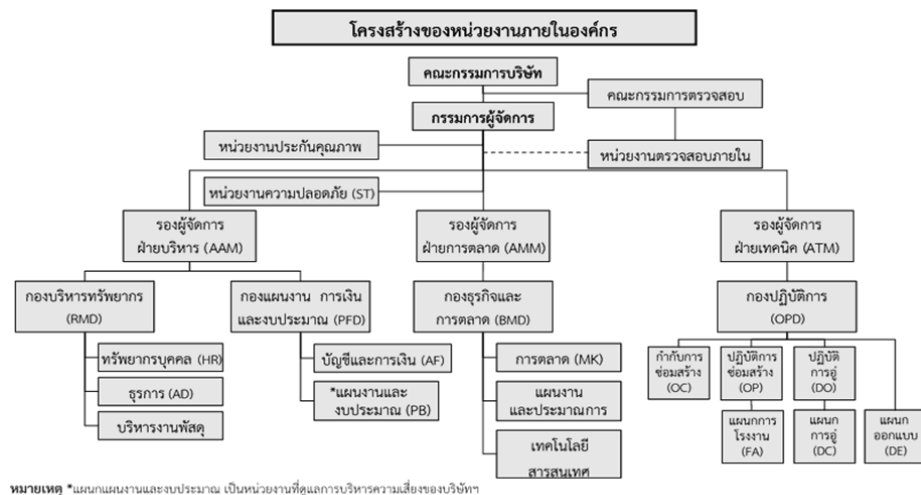 โครงสร้างของหน่วยงานภายในองค์กร
คณะกรรมการบริษัท
คณะกรรมการตรวจสอบ
กรรมการผู้จัดการ
หน่วยงานประกันคุณภาพ
หน่วยงานตรวจสอบภายใน
หน่วยงานความปลอดภัย (ST)
รองผู้จัดการ
ฝ่ายบริหาร (AAM)
รองผู้จัดการ
ฝ่ายการตลาด (AMM)
รองผู้จัดการ
ฝ่ายเทคนิค (ATM)
กองบริหารทรัพยากร
(RMD)
กองแผนงาน การเงิน
และงบประมาณ (PFD)
กองธุรกิจและ
การตลาด (BMD)
กองปฏิบัติการ
(OPD)
ทรัพยากรบุคคล (HR)
ธุรการ (AD)
บริหารงานพัสดุ
บัญชีและการเงิน (AF)
*แผนงานและ
งบประมาณ (PB)
การตลาด (MK)
แผนงาน
และประมาณการ
เทคโนโลยี
สารสนเทศ
กำกับการ
ซ่อมสร้าง
(OC)
ปฏิบัติการ
ซ่อมสร้าง
(OP)
ปฏิบัติ
การอู่
(DO)
แผนกการ
โรงงาน
(FA)
แผนก
การอู่
(DC)
แผนก
ออกแบบ
(DE)
หมายเหตุ *แผนกแผนงานและงบประมาณ เป็นหน่วยงานที่ดูแลการบริหารความเสี่ยงของบริษัทฯ